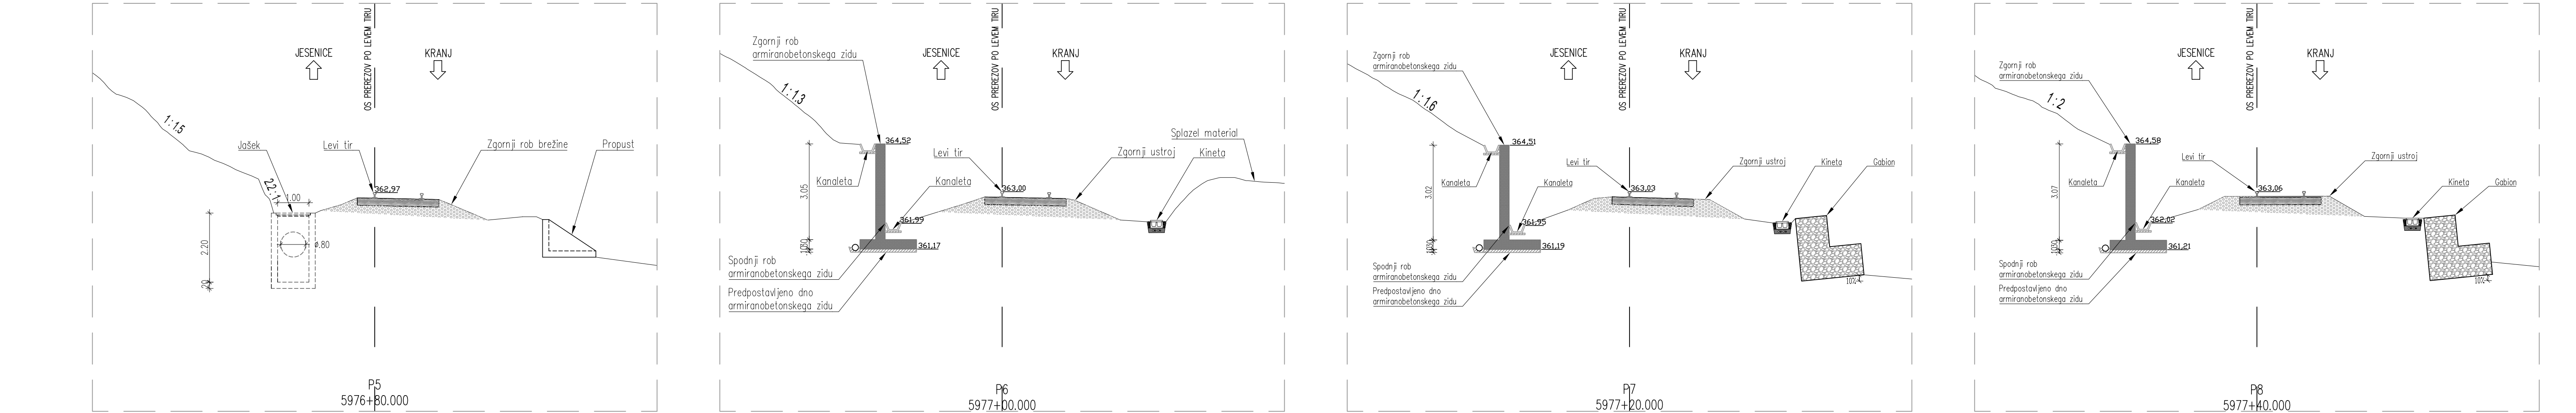 OS PREREZOV PO LEVEM TIRU
JESENICE
KRANJ
1:1.5
Jašek
Levi tir
Zgornji rob brežine
Propust
22:1
1.00
362,97
2.20
ø.80
20
P5
5976+80.000
OS PREREZOV PO LEVEM TIRU
Zgornji rob
armiranobetonskega zidu
JESENICE
KRANJ
1:1.3
364,52
Splazel material
Levi tir
Zgornji ustroj
Kineta
Kanaleta
Kanaleta
3.05
363,00
361,99
361,17
Spodnji rob
armiranobetonskega zidu
Predpostavljeno dno
armiranobetonskega zidu
P6
5977+00.000
OS PREREZOV PO LEVEM TIRU
Zgornji rob
armiranobetonskega zidu
JESENICE
KRANJ
1:1.6
364,51
Levi tir
Zgornji ustroj
Kineta
Gabion
Kanaleta
Kanaleta
3.02
363,03
361,95
361,19
Spodnji rob
armiranobetonskega zidu
10%
Predpostavljeno dno
armiranobetonskega zidu
P7
5977+20.000
OS PREREZOV PO LEVEM TIRU
JESENICE
KRANJ
Zgornji rob
armiranobetonskega zidu
1:2
364,58
Levi tir
Zgornji ustroj
Kanaleta
Kanaleta
Kineta
Gabion
3.07
363,06
362,02
361,21
Spodnji rob
armiranobetonskega zidu
10%
Predpostavljeno dno
armiranobetonskega zidu
P8
5977+40.000